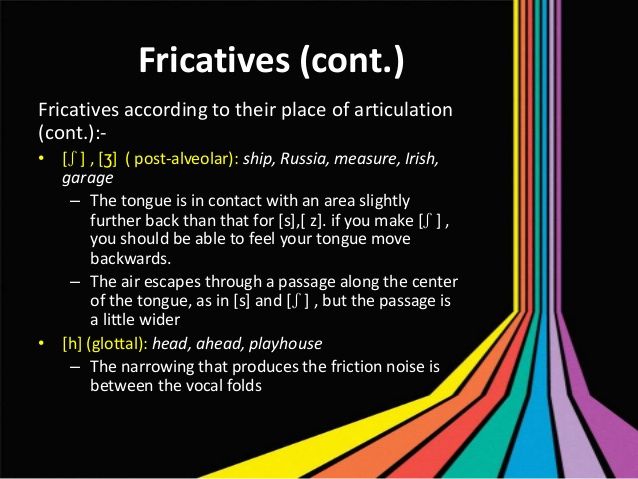 Fricatives (cont.)
Fricatives according to their place of articulation
(cont.):-
• [ʃ ] , [ʒ] ( post-alveolar): ship, Russia, measure, Irish,
garage
– The tongue is in contact with an area slightly
further back than that for [s],[ z]. if you make [ʃ ] ,
you should be able to feel your tongue move
backwards.
– The air escapes through a passage along the center
of the tongue, as in [s] and [ʃ ] , but the passage is
a little wider
• [h] (glottal): head, ahead, playhouse
– The narrowing that produces the friction noise is
between the vocal folds